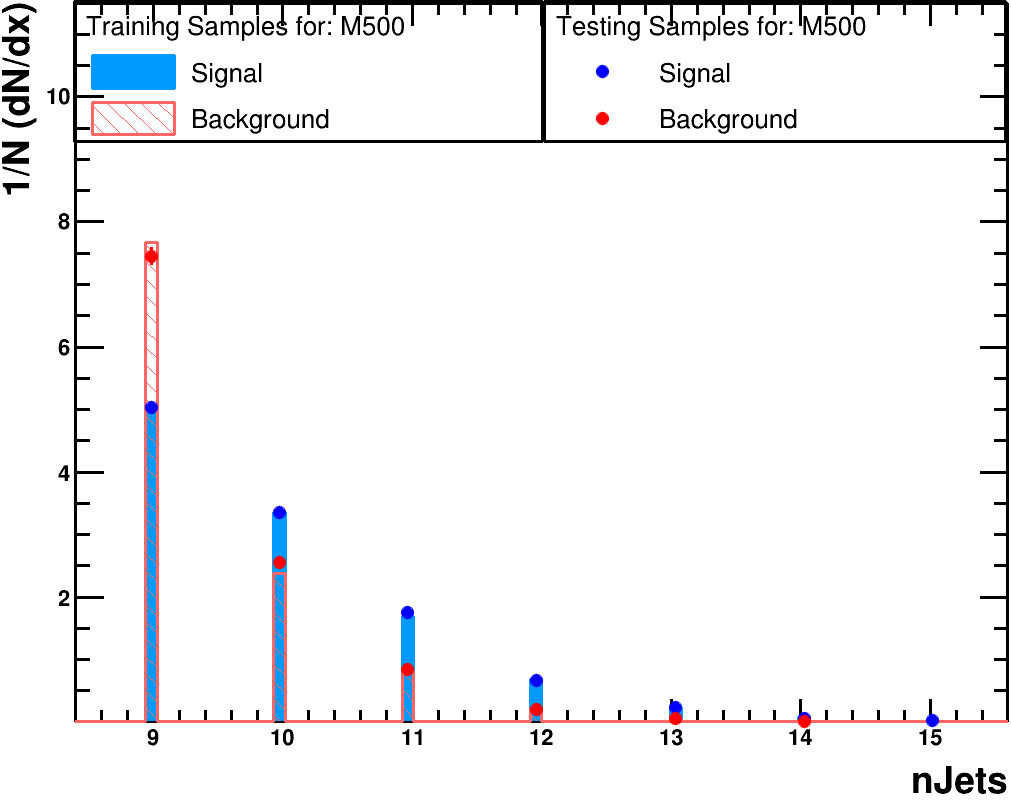 1/N (dN/dx)
Training Samples for: M500
Signal
Background
Testing Samples for: M500
Signal
Background
10
8
6
4
2
9 10 11 12 13 14 15
nJets